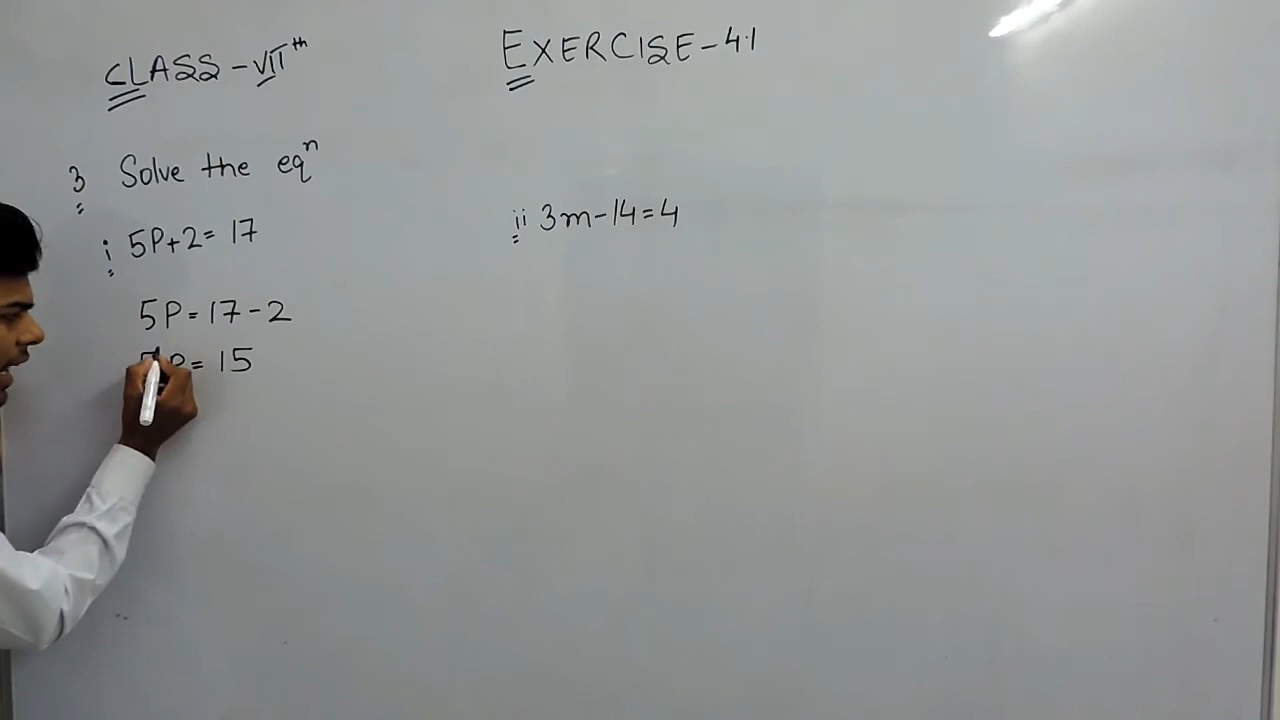 CLASS - VIIth
EXERCISE - 4.1
3 Solve the eqn
i 5P+2=17
5P=17-2
5P=15
ii 3m-14=4